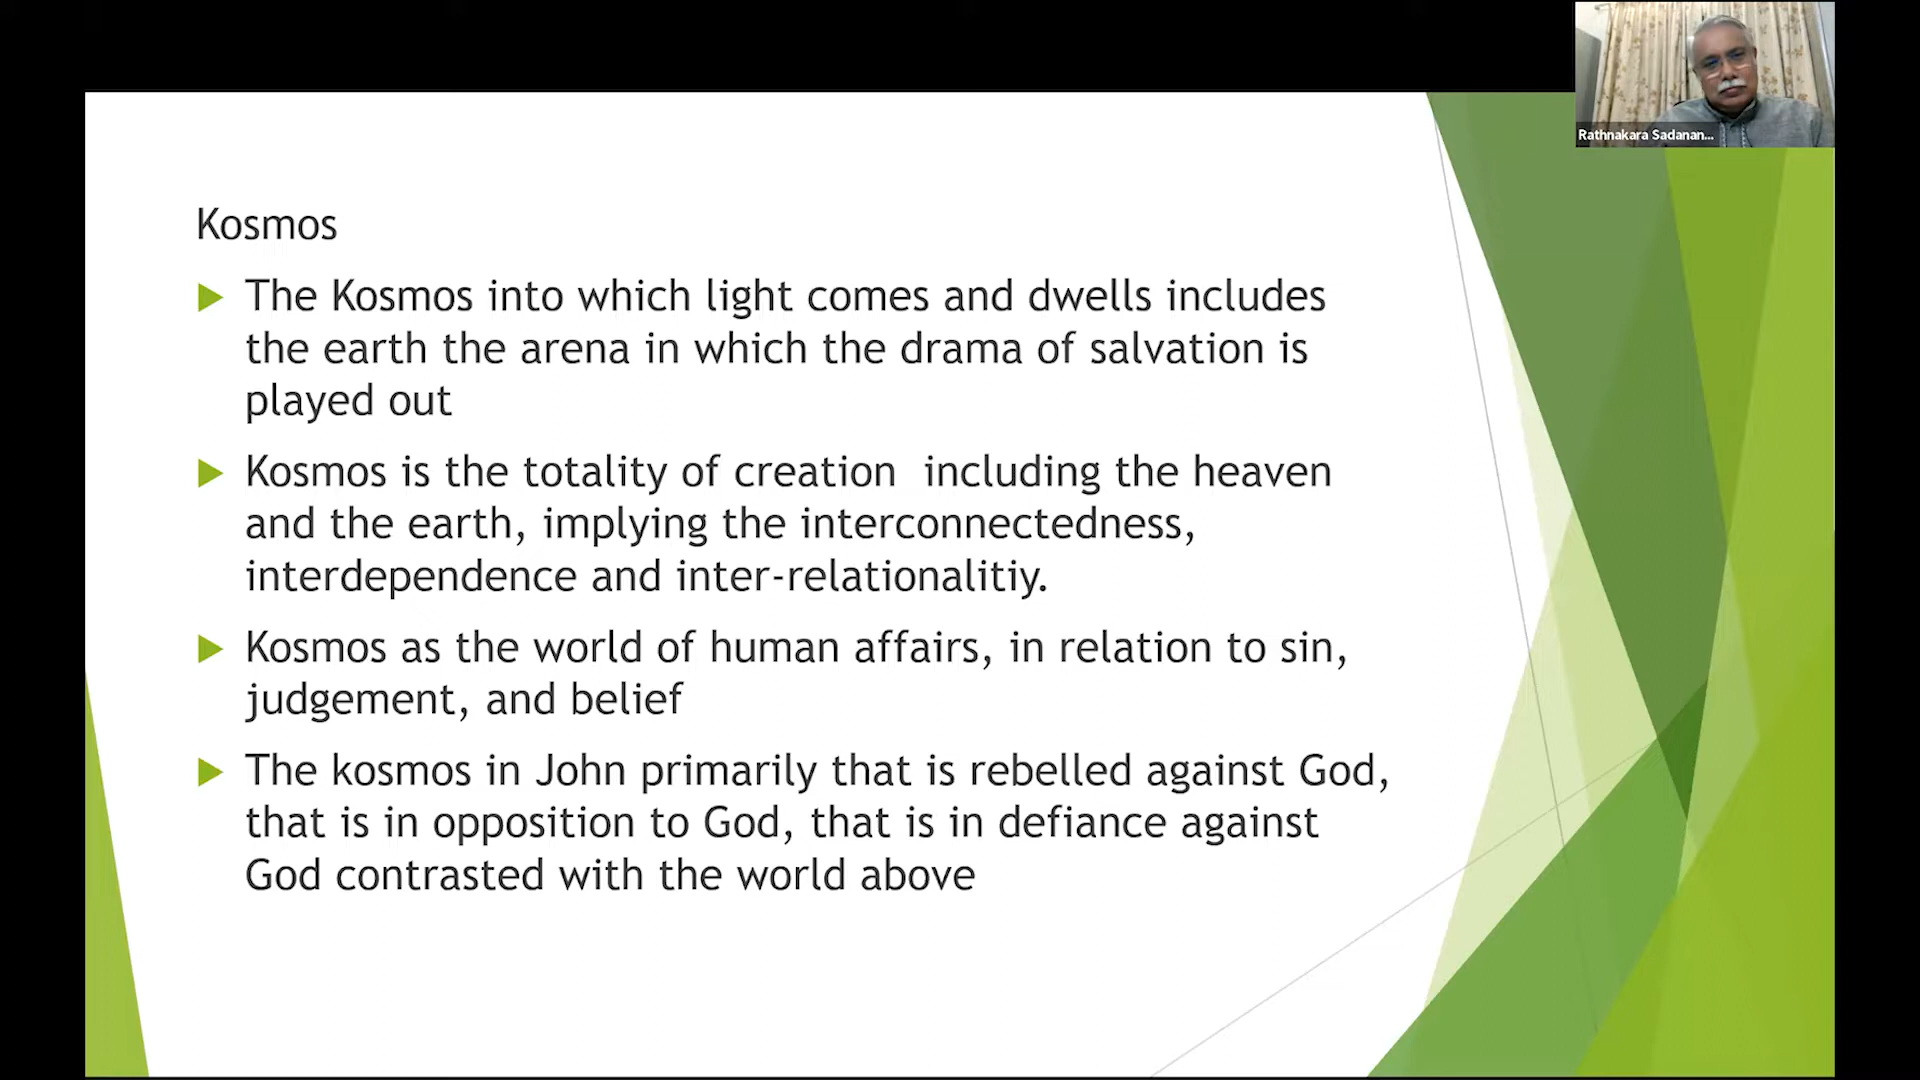 Rathnakara Sadanan...
Kosmos
The Kosmos into which light comes and dwells includes
the earth the arena in which the drama of salvation is
played out
Kosmos is the totality of creation  including the heaven
and the earth, implying the interconnectedness,
interdependence and inter-relationalitiy.
Kosmos as the world of human affairs, in relation to sin,
judgement, and belief
The kosmos in John primarily that is rebelled against God,
that is in opposition to God, that is in defiance against
God contrasted with the world above